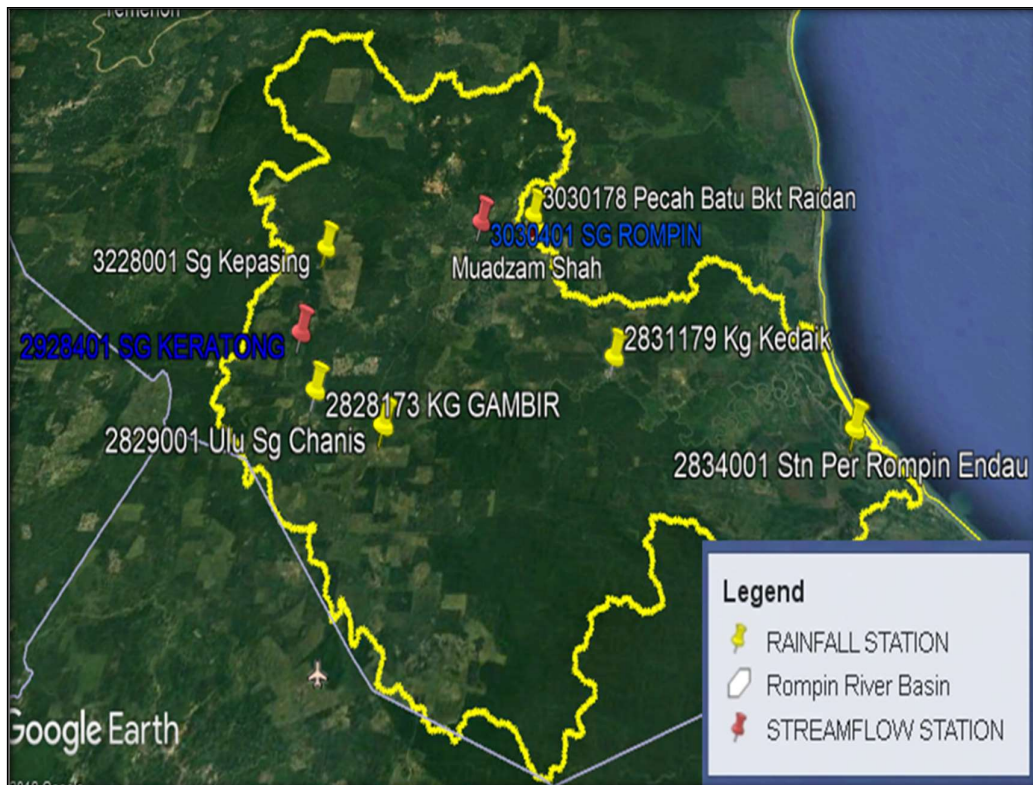 Temerloh
3030178 Pecah Batu Bkt Raidan
3030401 SG ROMPIN
Muadzam Shah
3228001 Sg Kepasing
2928401 SG KERATONG
2831179 Kg Kedaik
2828173 KG GAMBIR
2829001 Ulu Sg Chanis
2834001 Stn Per Rompin Endau
Legend
RAINFALL STATION
Rompin River Basin
STREAMFLOW STATION
Google Earth